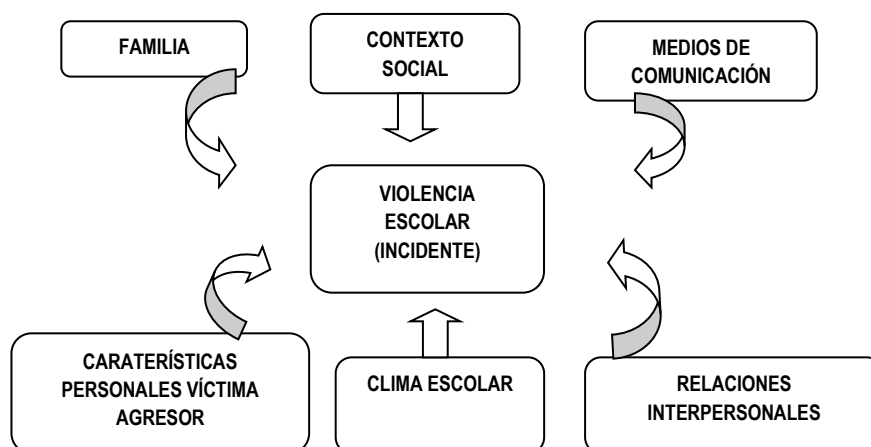 FAMILIA
CONTEXTO
SOCIAL
MEDIOS DE
COMUNICACIÓN
VIOLENCIA
ESCOLAR
(INCIDENTE)
CARATERÍSTICAS
PERSONALES VÍCTIMA
AGRESOR
CLIMA ESCOLAR
RELACIONES
INTERPERSONALES